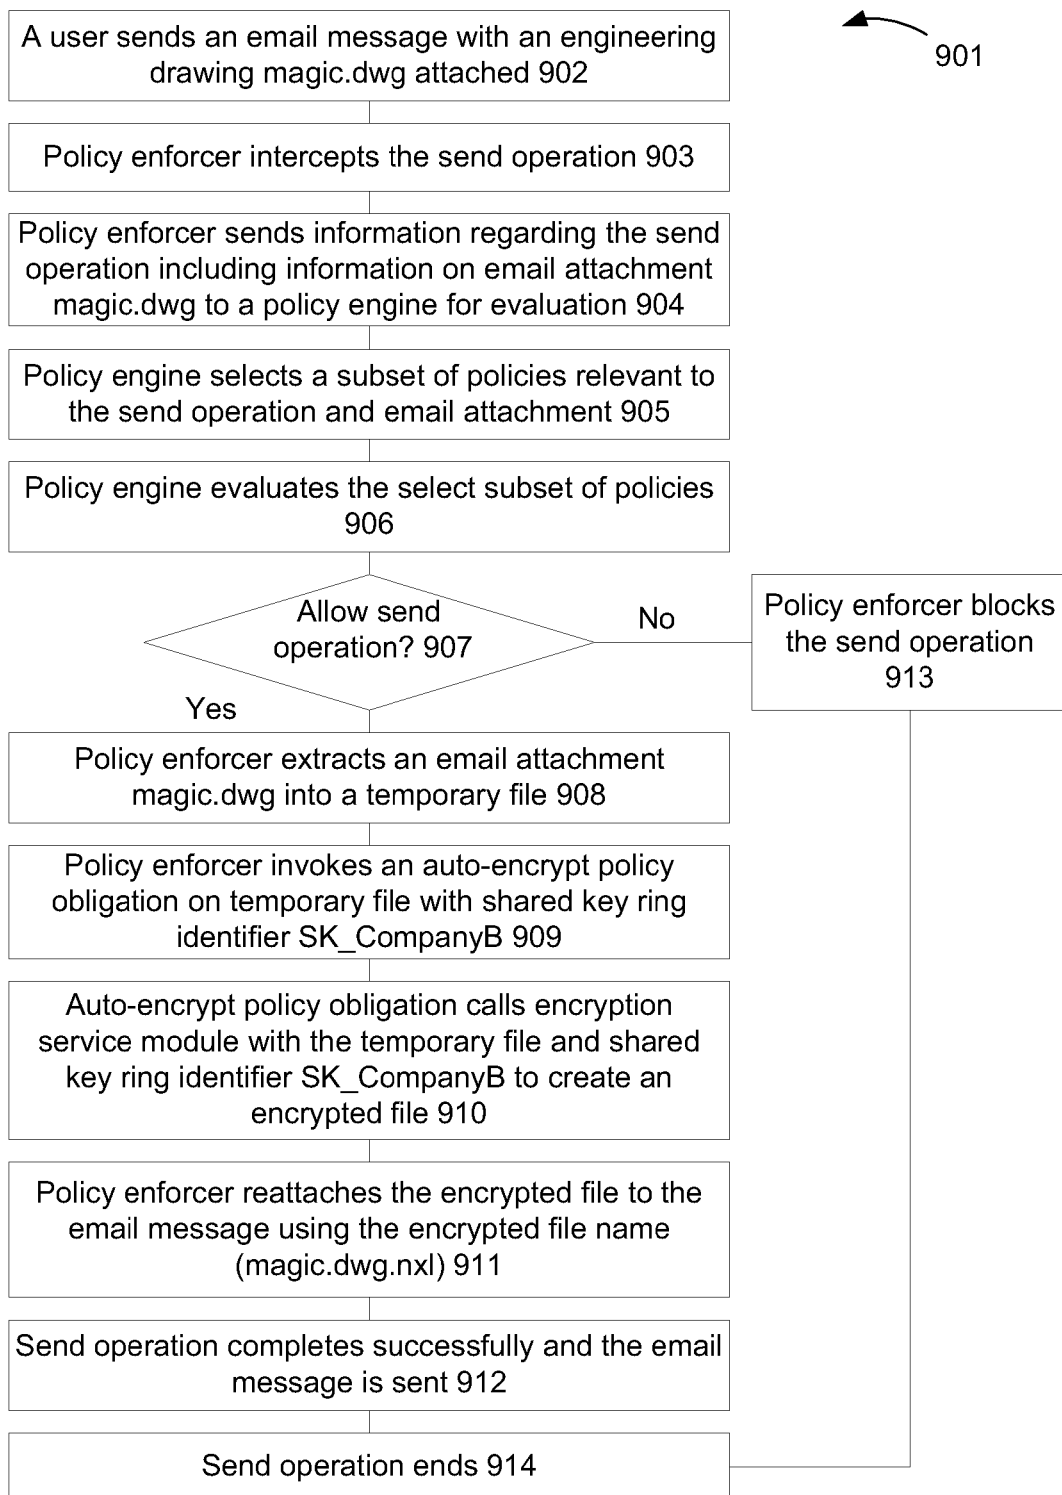 A user sends an email message with an engineering
drawing magic.dwg attached 902
901
Policy enforcer intercepts the send operation 903
Policy enforcer sends information regarding the send
operation including information on email attachment
magic.dwg to a policy engine for evaluation 904
Policy engine selects a subset of policies relevant to
the send operation and email attachment 905
Policy engine evaluates the select subset of policies
906
Allow send
operation? 907
No
Policy enforcer blocks
the send operation
913
Yes
Policy enforcer extracts an email attachment
magic.dwg into a temporary file 908
Policy enforcer invokes an auto-encrypt policy
obligation on temporary file with shared key ring
identifier SK_CompanyB 909
Auto-encrypt policy obligation calls encryption
service module with the temporary file and shared
key ring identifier SK_CompanyB to create an
encrypted file 910
Policy enforcer reattaches the encrypted file to the
email message using the encrypted file name
(magic.dwg.nxl) 911
Send operation completes successfully and the email
message is sent 912
Send operation ends 914